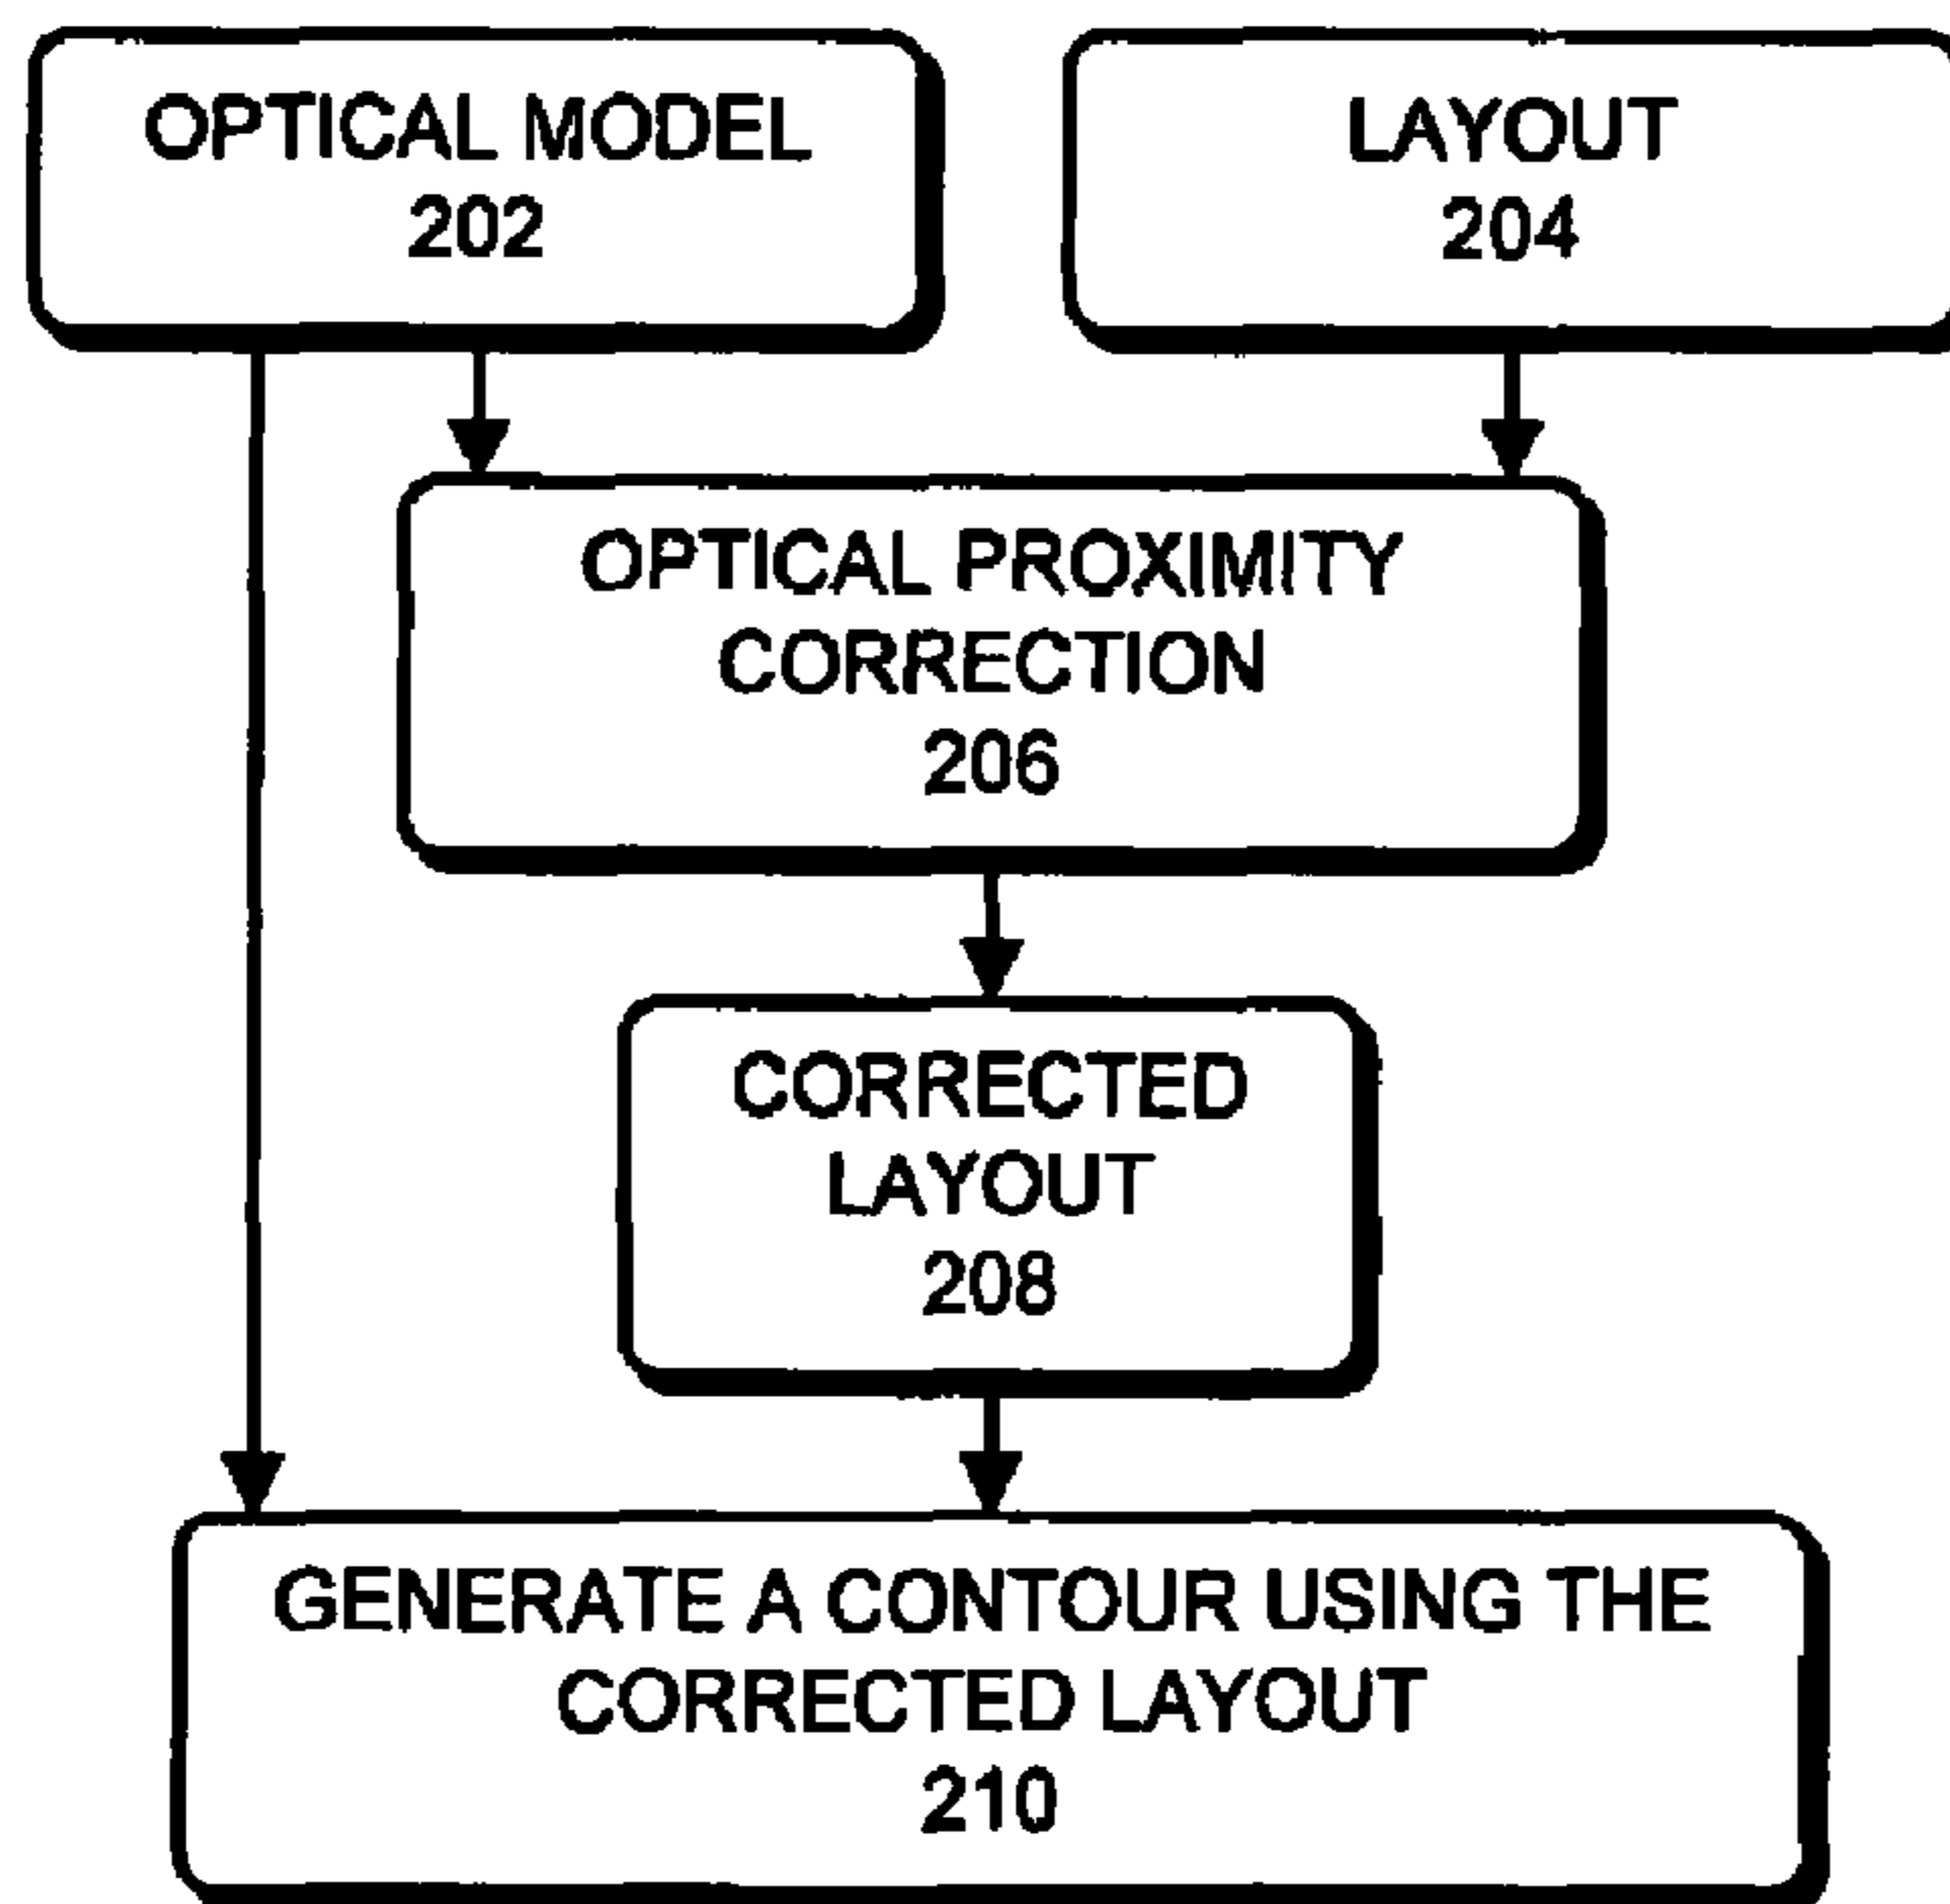 OPTICAL MODEL
202
LAYOUT
204
OPTICAL PROXIMITY
CORRECTION
206
CORRECTED
LAYOUT
208
GENERATE A CONTOUR USING THE
CORRECTED LAYOUT
210